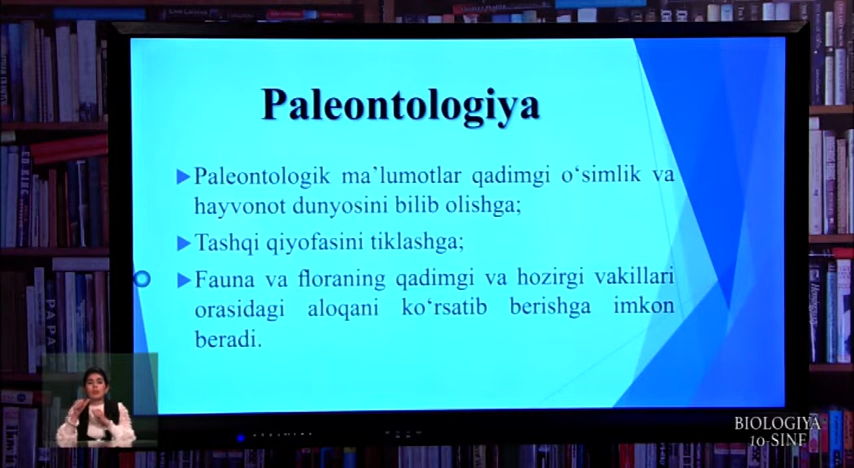 Paleontologiya
Paleontologik ma’lumotlar qadimgi o‘simlik va
hayvonot dunyosini bilib olishga;
Tashqi qiyofasini tiklashga;
Fauna va floraning qadimgi va hozirgi vakillari
orasidagi aloqani ko‘rsatib berishga imkon
beradi.
BIOLOGIYA
10-SINF